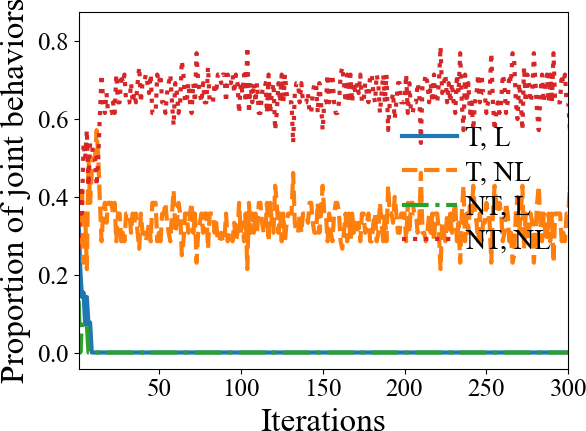 Proportion of joint behaviors
0.8
0.6
0.4
0.2
0.0
T, L
T, NL
NT, L
NT, NL
50 100 150 200 250 300
Iterations